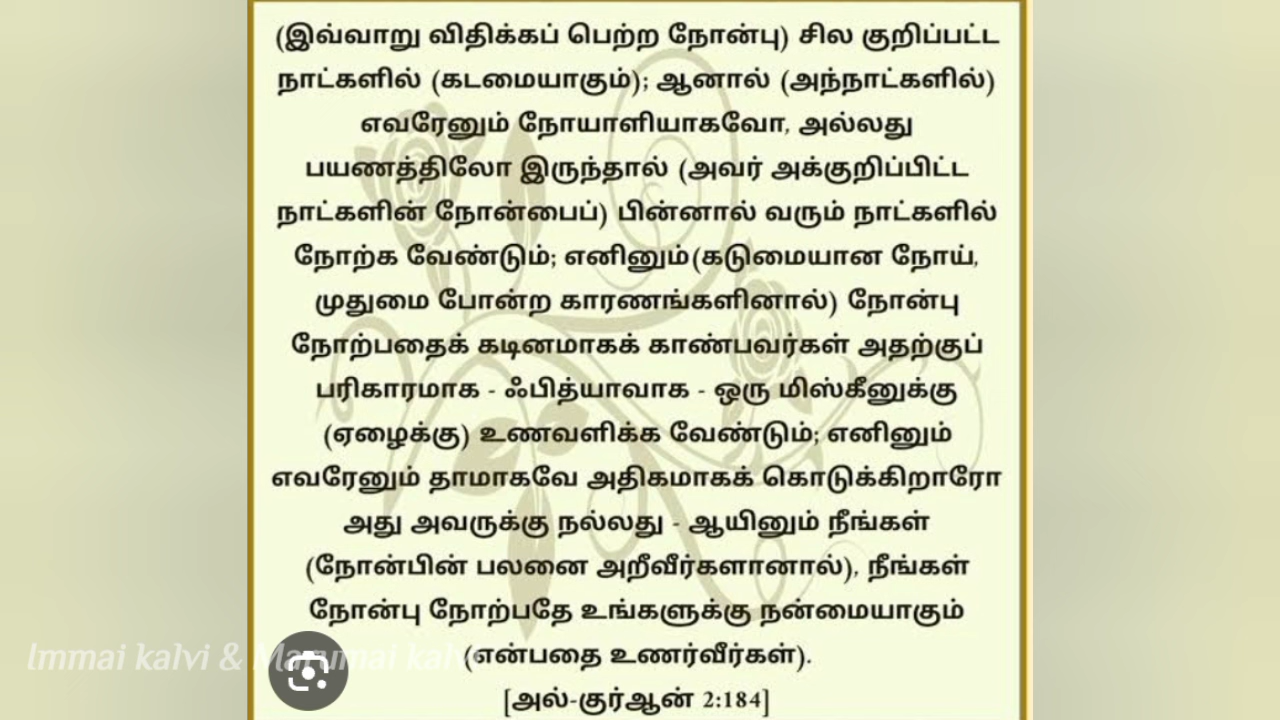 (இவ்வாறு விதிக்கப் பெற்ற நோன்பு) சில குறிப்பட்ட
நாட்களில் (கடமையாகும்); ஆனால் (அந்நாட்களில்)
எவரேனும் நோயாளியாகவோ, அல்லது
பயணத்திலோ இருந்தால் (அவர் அக்குறிப்பிட்ட
நாட்களின் நோன்பைப்) பின்னால் வரும் நாட்களில்
நோற்க வேண்டும்; எனினும்(கடுமையான நோய்,
முதுமை போன்ற காரணங்களினால்) நோன்பு
நோற்பதைக் கடினமாகக் காண்பவர்கள் அதற்குப்
பரிகாரமாக - ஃபித்யாவாக - ஒரு மிஸ்கீனுக்கு
(ஏழைக்கு) உணவளிக்க வேண்டும்; எனினும்
எவரேனும் தாமாகவே அதிகமாகக் கொடுக்கிறாரோ
அது அவருக்கு நல்லது - ஆயினும் நீங்கள்
(நோன்பின் பலனை அறீவீர்களானால்), நீங்கள்
நோன்பு நோற்பதே உங்களுக்கு நன்மையாகும்
(என்பதை உணர்வீர்கள்).
[அல்-குர்ஆன் 2:184]
Immai kalvi &